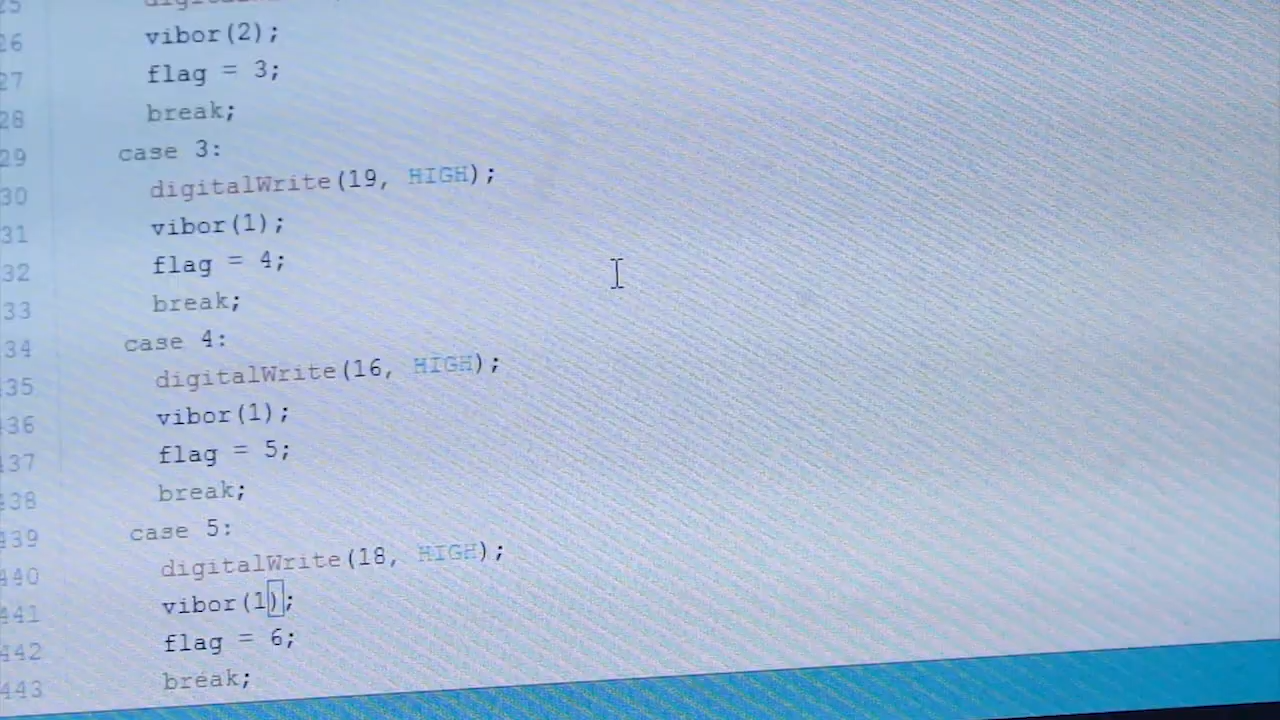 26 vibor(2);
27 flag = 3;
28 break;
29 case 3:
30 digitalWrite(19, HIGH);
31 vibor(1);
32 flag = 4;
33 break;
34 case 4:
435 digitalWrite(16, HIGH);
436 vibor(1);
437 flag = 5;
438 break;
439 case 5:
440 digitalWrite(18, HIGH);
441 vibor(1);
442 flag = 6;
443 break;